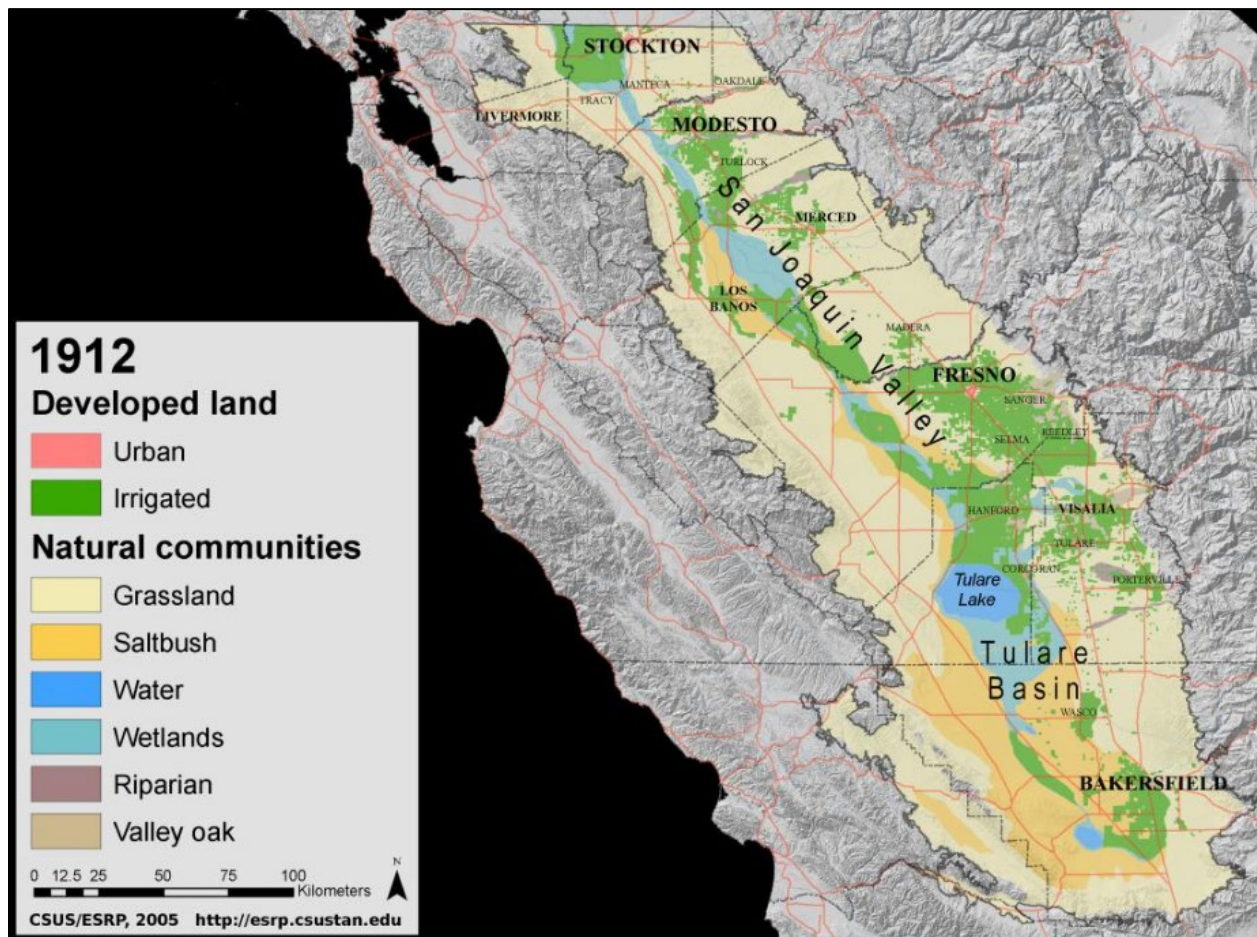 STOCKTON
MANTECA
OAKDALE
TRACY
LIVERMORE
MODESTO
TURLOCK
San Joaquin Valley
MERCED
LOS
BANOS
MADERA
FRESNO
SANGER
SELMA
REEDLEY
HANFORD
VISALIA
TULARE
CORCORAN
PORTERVILLE
Tulare
Lake
Tulare
Basin
WASCO
BAKERSFIELD
1912
Developed land
Urban
Irrigated
Natural communities
Grassland
Saltbush
Water
Wetlands
Riparian
Valley oak
0 12.5 25 50 75 100
Kilometers
N
CSUS/ESRP, 2005 http://esrp.csustan.edu